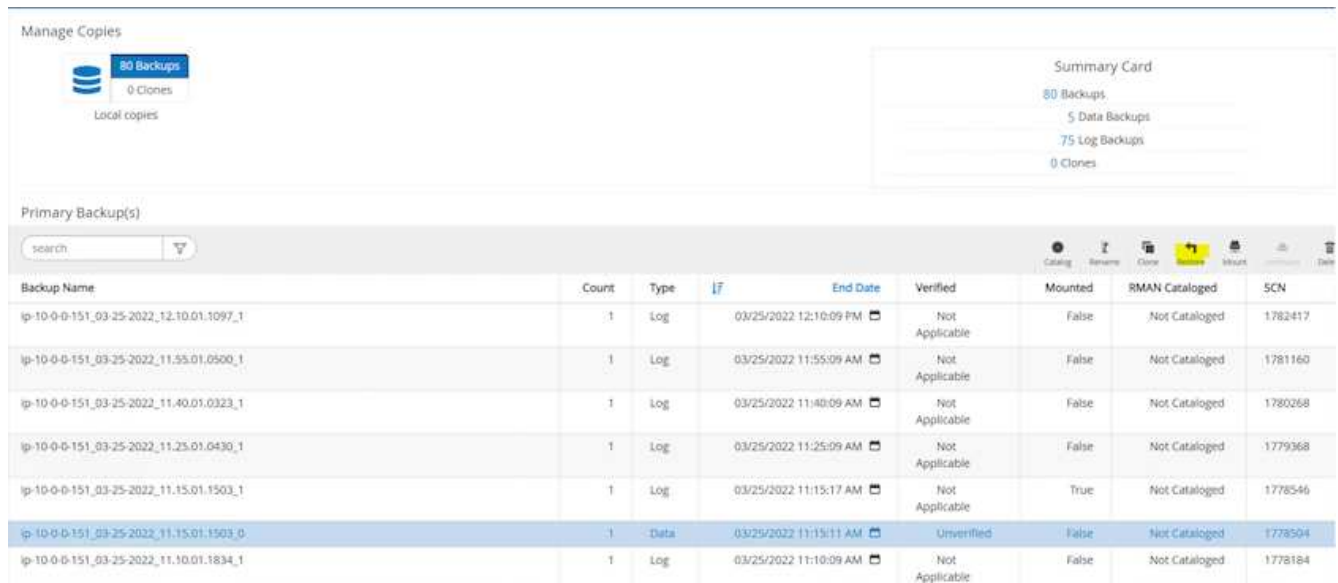 Manage Copies
80 Backups
0 Clones
Local copies
Summary Card
80 Backups
5 Data Backups
75 Log Backups
0 Clones
Primary Backup(s)
search
Catalog Rename Clone Restore Mount
Backup Name Count Type End Date Verified Mounted RMAN Cataloged SCN
ip-10-0-0-151_03-25-2022_12.10.01.1097_1 1 Log 03/25/2022 12:10:09 PM Not Applicable False Not Cataloged 1782417
ip-10-0-0-151_03-25-2022_11.55.01.0500_1 1 Log 03/25/2022 11:55:09 AM Not Applicable False Not Cataloged 1781160
ip-10-0-0-151_03-25-2022_11.40.01.0323_1 1 Log 03/25/2022 11:40:09 AM Not Applicable False Not Cataloged 1780268
ip-10-0-0-151_03-25-2022_11.25.01.0430_1 1 Log 03/25/2022 11:25:09 AM Not Applicable False Not Cataloged 1779368
ip-10-0-0-151_03-25-2022_11.15.01.1503_1 1 Log 03/25/2022 11:15:17 AM Not Applicable True Not Cataloged 1778546
ip-10-0-0-151_03-25-2022_11.15.01.1503_0 1 Data 03/25/2022 11:15:11 AM Unverified False Not Cataloged 1778504
ip-10-0-0-151_03-25-2022_11.10.01.1834_1 1 Log 03/25/2022 11:10:09 AM Not Applicable False Not Cataloged 1778184